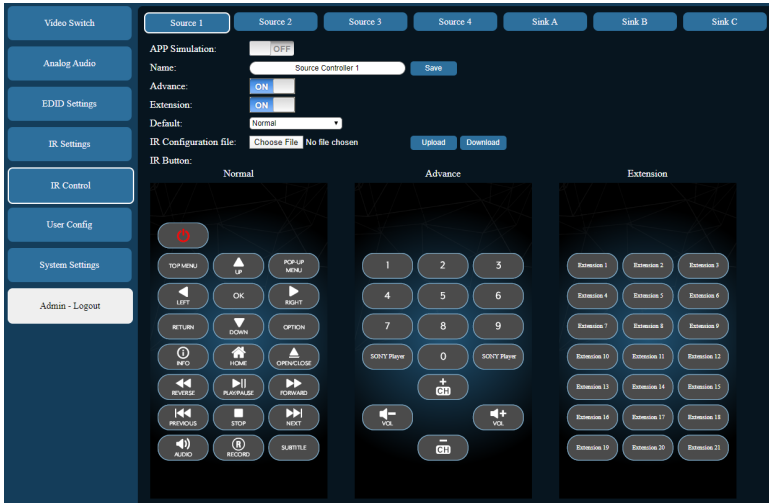 Video Switch
Analog Audio
EDID Settings
IR Settings
IR Control
User Config
System Settings
Admin - Logout
Source 1 Source 2 Source 3 Source 4 Sink A Sink B Sink C
APP Simulation: OFF
Name: Source Controller 1 Save
Advance: ON
Extension: ON
Default: Normal
IR Configuration file: Choose File No file chosen Upload Download
IR Button:
Normal Advance Extension
TOP MENU UP POP-UP MENU
LEFT OK RIGHT
RETURN DOWN OPTION
INFO HOME OPEN/CLOSE
REVERSE PLAY/PAUSE FORWARD
PREVIOUS STOP NEXT
AUDIO R RECORD SUBTITLE
1 2 3
4 5 6
7 8 9
SONY Player 0 SONY Player
+
CH
VOL VOL
CH
Extension 1 Extension 2 Extension 3
Extension 4 Extension 5 Extension 6
Extension 7 Extension 8 Extension 9
Extension 10 Extension 11 Extension 12
Extension 13 Extension 14 Extension 15
Extension 16 Extension 17 Extension 18
Extension 19 Extension 20 Extension 21